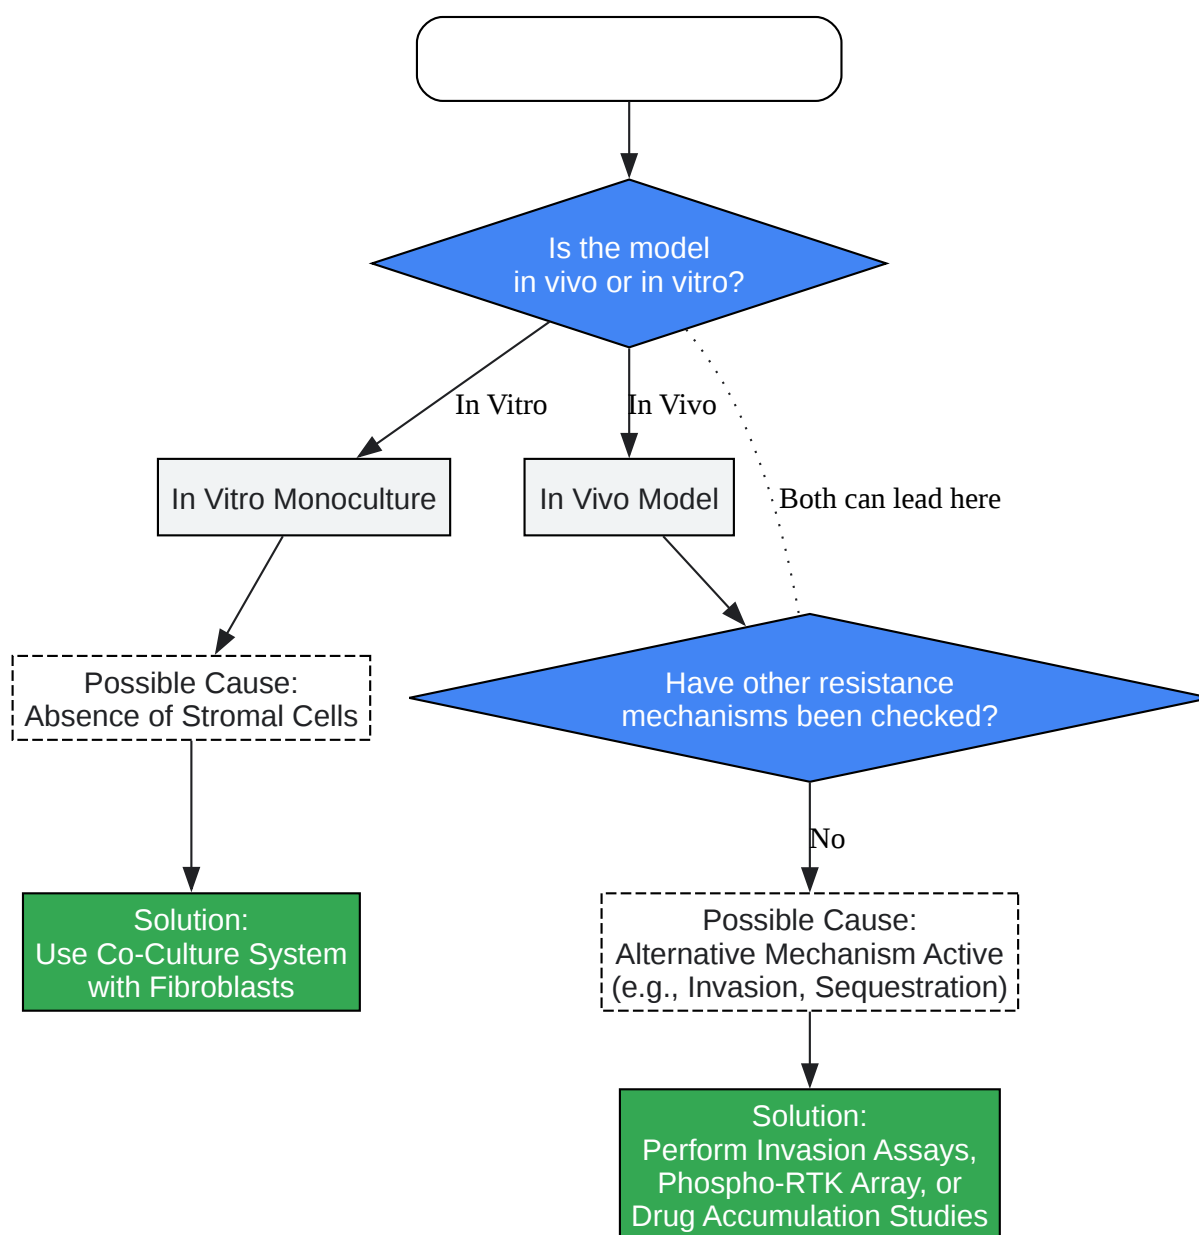 Is the model
in vivo or in vitro?
In Vitro
In Vivo
In Vitro Monoculture
In Vivo Model
Both can lead here
Possible Cause:
Absence of Stromal Cells
Have other resistance
mechanisms been checked?
No
Solution:
Use Co-Culture System
with Fibroblasts
Possible Cause:
Alternative Mechanism Active
(e.g., Invasion, Sequestration)
Solution:
Perform Invasion Assays,
Phospho-RTK Array, or
Drug Accumulation Studies